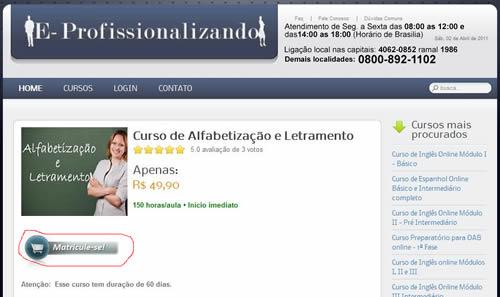 E- Profissionalizando
Faq | Fale Conosco | Dúvidas Comuns
Atendimento de Seg. a Sexta das 08:00 as 12:00 e
das14:00 as 18:00 (Horário de Brasilia)
Sáb, 02 de Abril de 2011
Ligação local nas capitais: 4062-0852 ramal 1986
Demais localidades: 0800-892-1102
HOME CURSOS LOGIN CONTATO
busca...
Alfabetização
e
Letramento
Curso de Alfabetização e Letramento
5.0 avaliação de 3 votos
Apenas:
R$ 49,90
150 horas/aula • Início imediato
Matricule-se!
Atenção: Esse curso tem duração de 60 dias.
Cursos mais
procurados
Curso de Inglês Online Módulo I
- Básico
Curso de Espanhol Online
Básico e Intermediário
completo
Curso de Inglês Online Módulo
II - Pré Intermediário
Curso Preparatório para OAB
online - 1ª Fase
Curso de Inglês online Módulos
I, II e III
Curso de Inglês Online Módulo
III Intermediário